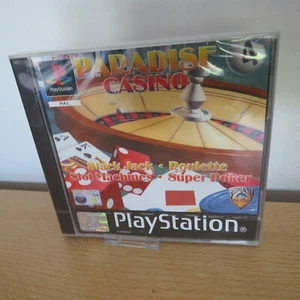 PARADISE
CASINO
PlayStation
PAL
Black Jack • Roulette
Slot Machines • Super Poker
PlayStation®